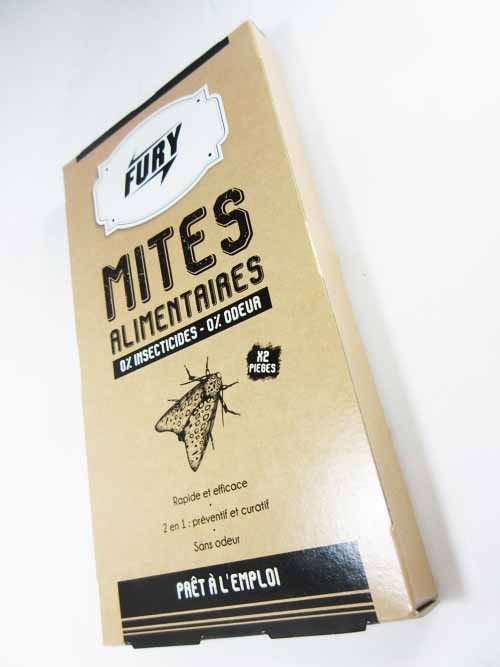 FURY
MITES
ALIMENTAIRES
0% INSECTICIDES - 0% ODEUR
X2
PIEGES
Rapide et efficace
2 en 1 : préventif et curatif
Sans odeur
PRÊT À L'EMPLOI